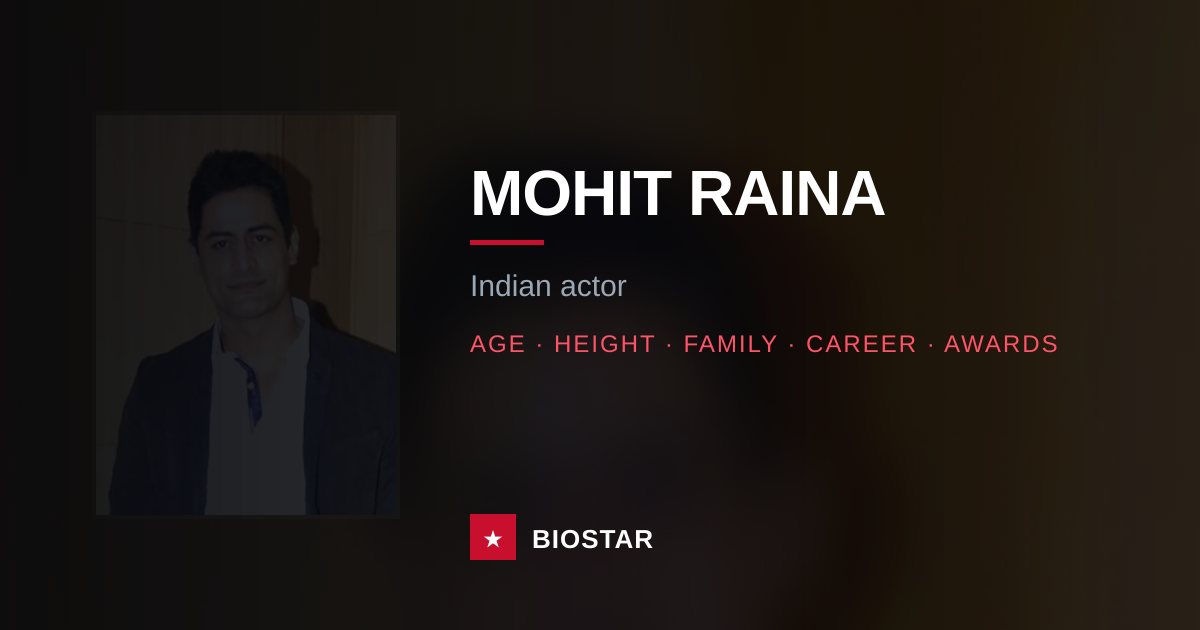 MOHIT RAINA
Indian actor
AGE · HEIGHT · FAMILY · CAREER · AWARDS
BIOSTAR